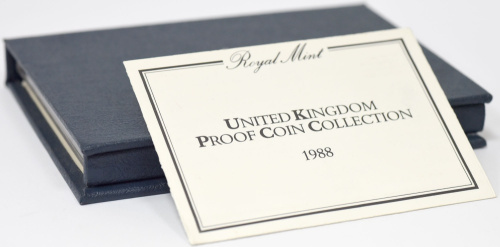 Royal Mint
UNITED KINGDOM
PROOF COIN COLLECTION
1988